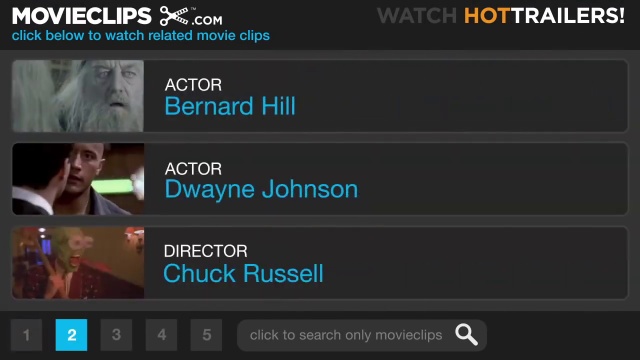 MOVIECLIPS .COM
WATCH HOTTRAILERS!
click below to watch related movie clips
ACTOR
Bernard Hill
ACTOR
Dwayne Johnson
DIRECTOR
Chuck Russell
1 2 3 4 5 click to search only movieclips